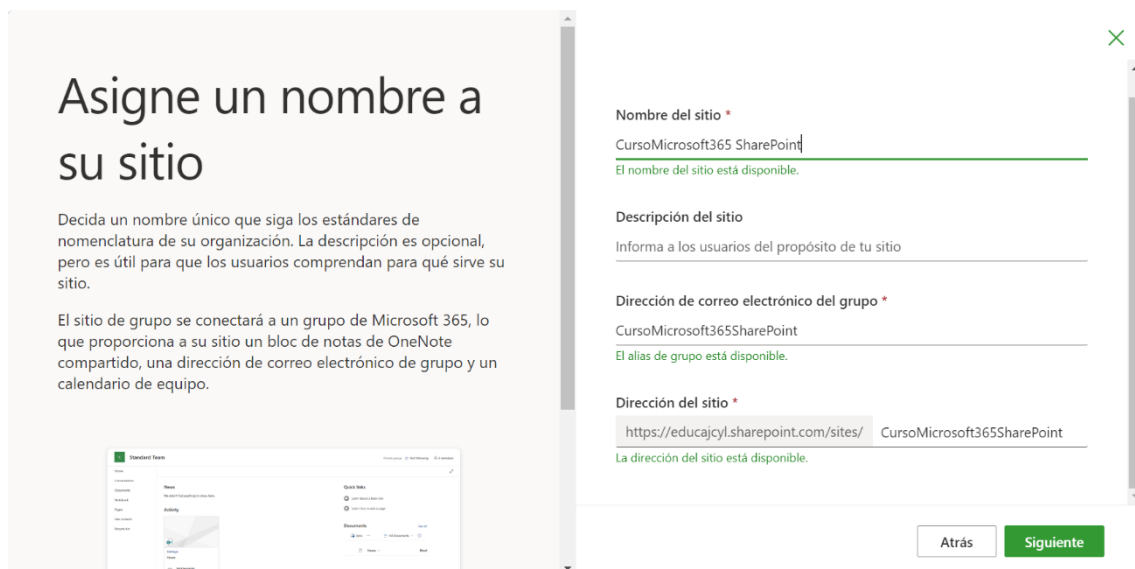 Asigne un nombre a
su sitio
Decida un nombre único que siga los estándares de
nomenclatura de su organización. La descripción es opcional,
pero es útil para que los usuarios comprendan para qué sirve su
sitio.
El sitio de grupo se conectará a un grupo de Microsoft 365, lo
que proporciona a su sitio un bloc de notas de OneNote
compartido, una dirección de correo electrónico de grupo y un
calendario de equipo.
Standard Team
Home
News
Activity
Quick links
Documents
Nombre del sitio *
CursoMicrosoft365 SharePoint
El nombre del sitio está disponible.
Descripción del sitio
Informa a los usuarios del propósito de tu sitio
Dirección de correo electrónico del grupo *
CursoMicrosoft365SharePoint
El alias de grupo está disponible.
Dirección del sitio *
https://educajcyl.sharepoint.com/sites/ CursoMicrosoft365SharePoint
La dirección del sitio está disponible.
Atrás Siguiente